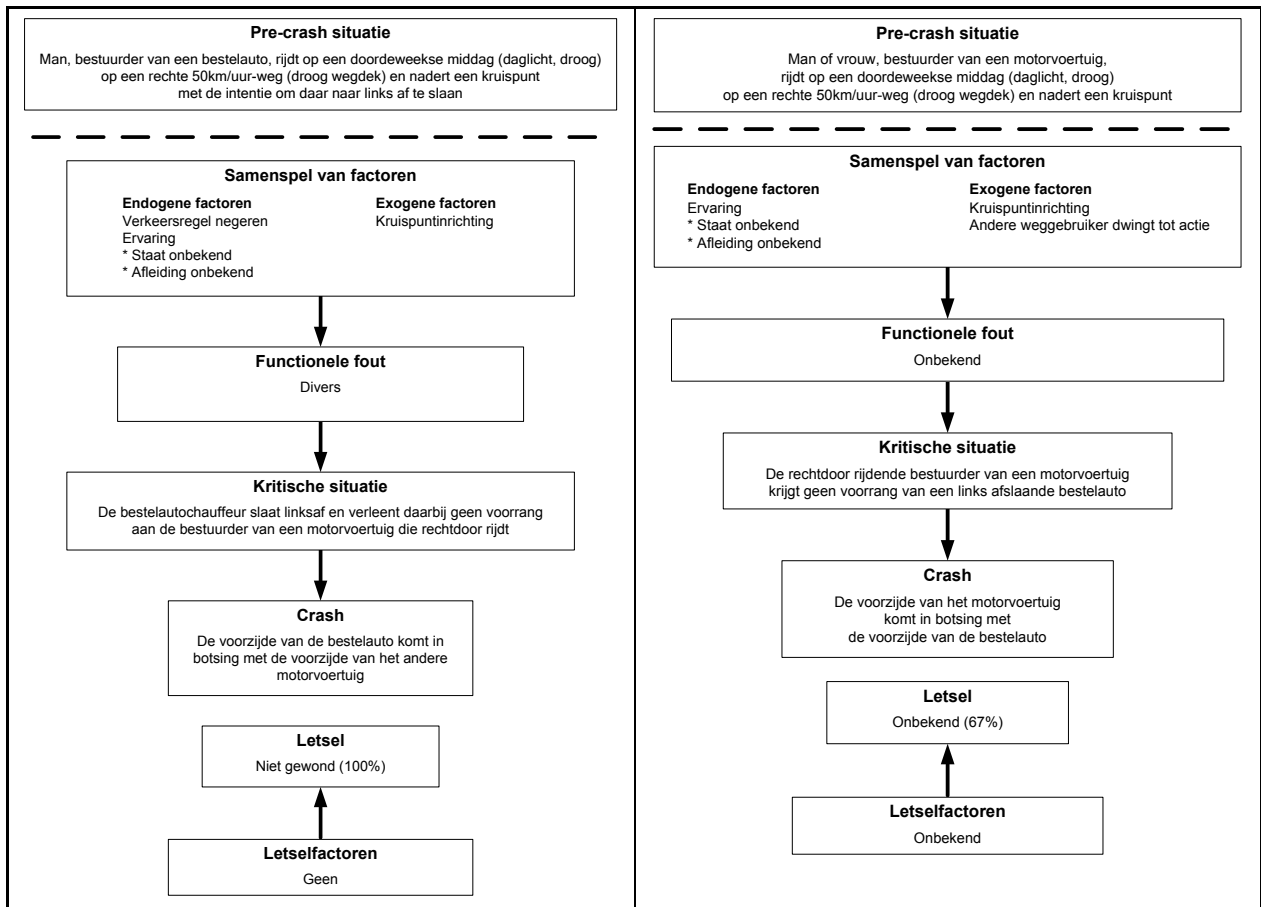 Pre-crash situatie
Man, bestuurder van een bestelauto, rijdt op een doordeweekse middag (daglicht, droog)
op een rechte 50km/uur-weg (droog wegdek) en nadert een kruispunt
met de intentie om daar naar links af te slaan
Samenspel van factoren
Endogene factoren
Verkeersregel negeren
Ervaring
* Staat onbekend
* Afleiding onbekend
Exogene factoren
Kruispuntinrichting
Functionele fout
Divers
Kritische situatie
De bestelautochauffeur slaat linksaf en verleent daarbij geen voorrang
aan de bestuurder van een motorvoertuig die rechtdoor rijdt
Crash
De voorzijde van de bestelauto komt in
botsing met de voorzijde van het andere
motorvoertuig
Letsel
Niet gewond (100%)
Letselfactoren
Geen
Pre-crash situatie
Man of vrouw, bestuurder van een motorvoertuig,
rijdt op een doordeweekse middag (daglicht, droog)
op een rechte 50km/uur-weg (droog wegdek) en nadert een kruispunt
Samenspel van factoren
Endogene factoren
Ervaring
* Staat onbekend
* Afleiding onbekend
Exogene factoren
Kruispuntinrichting
Andere weggebruiker dwingt tot actie
Functionele fout
Onbekend
Kritische situatie
De rechtdoor rijdende bestuurder van een motorvoertuig
krijgt geen voorrang van een links afslaande bestelauto
Crash
De voorzijde van het motorvoertuig
komt in botsing met
de voorzijde van de bestelauto
Letsel
Onbekend (67%)
Letselfactoren
Onbekend